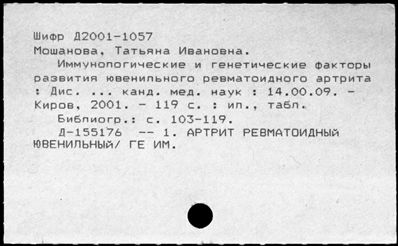 Шифр Д2001-1057
Мошанова, Татьяна Ивановна.
Иммунологические и генетические факторы
развития ювенильного ревматоидного артрита
: Дис. ... канд. мед. наук : 14.00.09. -
Киров, 2001. - 119 с. : ил., табл.
Библиогр.: с. 103-119.
Д-155176 -- 1. АРТРИТ РЕВМАТОИДНЫЙ
ЮВЕНИЛЬНЫЙ/ ГЕ ИМ.